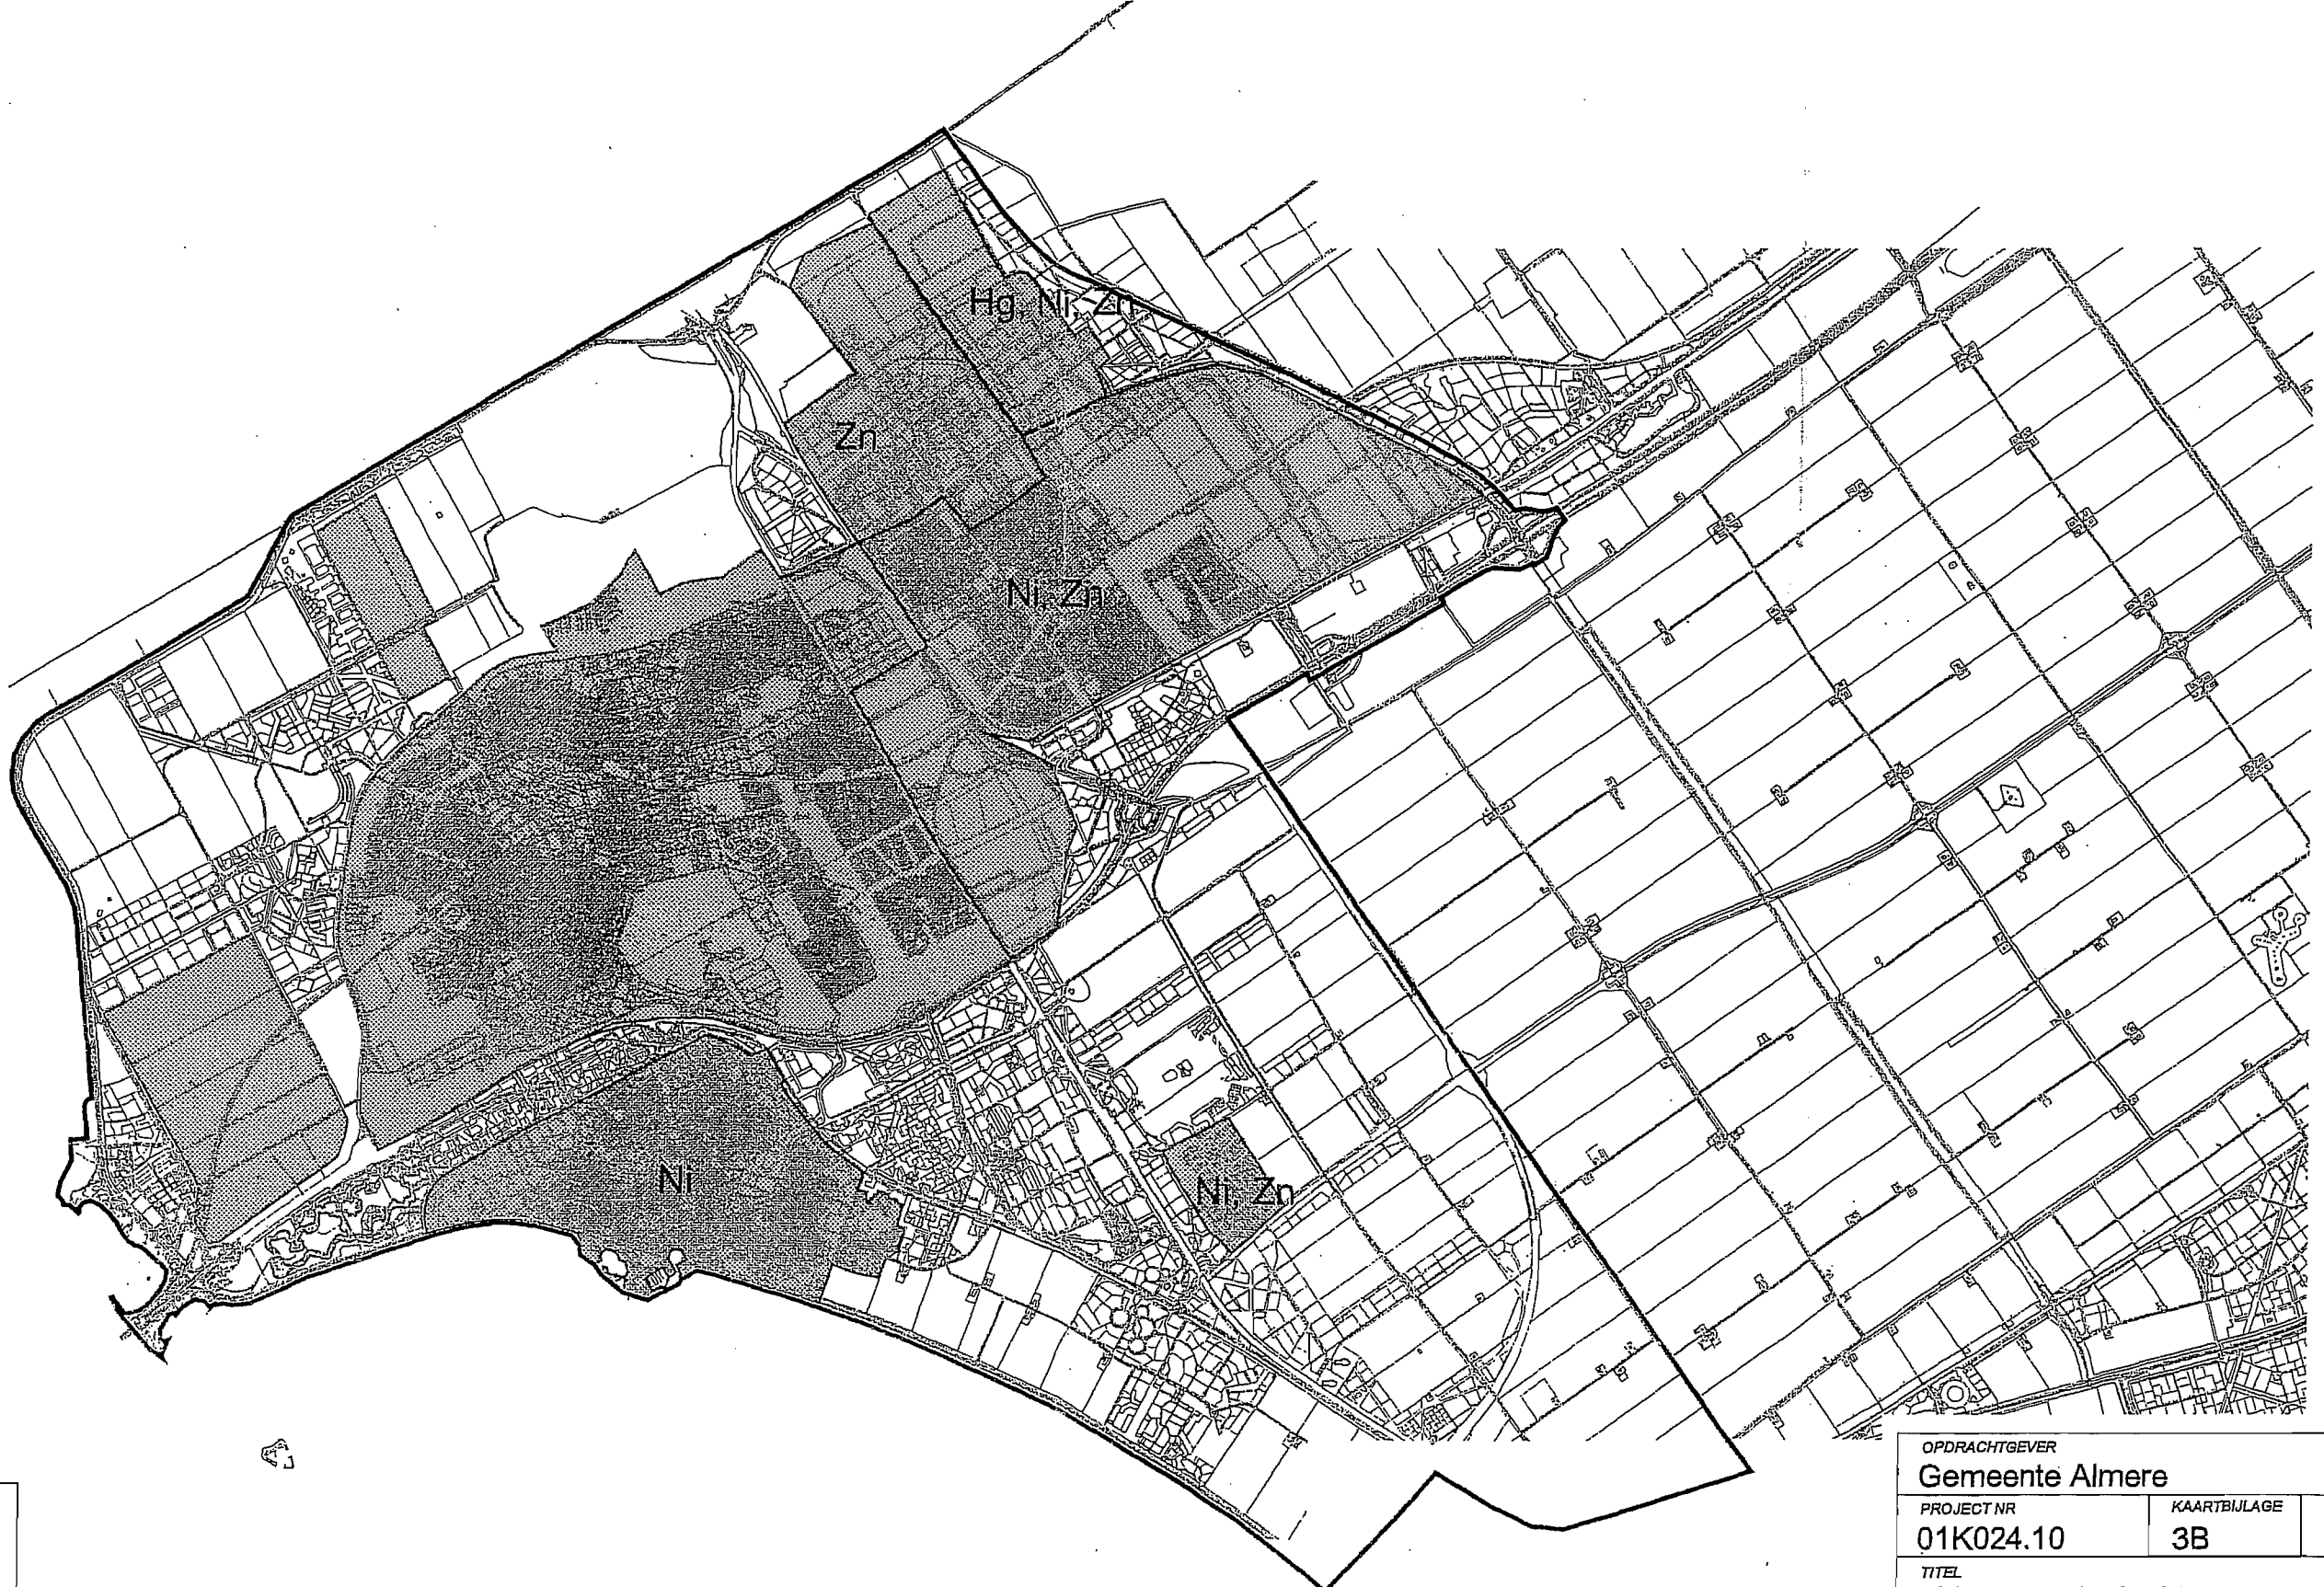 Hg, Ni, Zn
Zn
Ni, Zn
Ni
Ni, Zn
OPDRACHTGEVER
Gemeente Almere
PROJECT NR
KAARTBIJLAGE
01K024.10
3B
TITEL